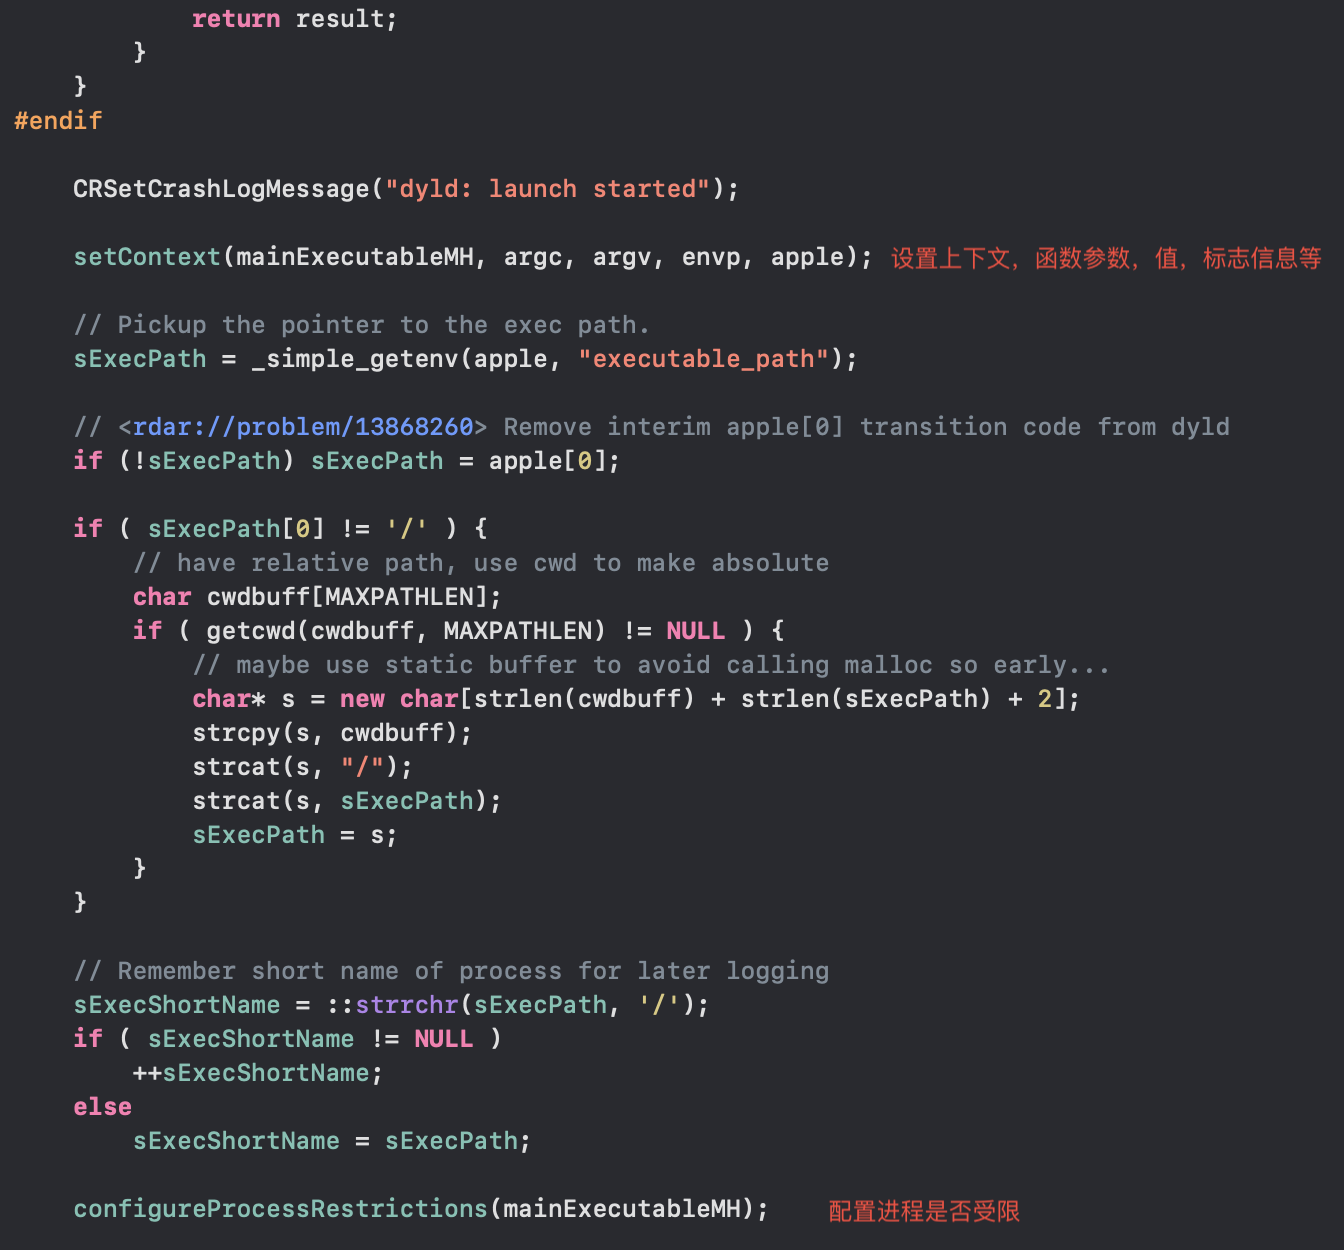 return result;
        }
    }
#endif
    CRSetCrashLogMessage("dyld: launch started");
    setContext(mainExecutableMH, argc, argv, envp, apple); 设置上下文，函数参数，值，标志信息等
    // Pickup the pointer to the exec path.
    sExecPath = _simple_getenv(apple, "executable_path");
    // <rdar://problem/13868260> Remove interim apple[0] transition code from dyld
    if (!sExecPath) sExecPath = apple[0];
    if ( sExecPath[0] != '/' ) {
        // have relative path, use cwd to make absolute
        char cwdbuff[MAXPATHLEN];
        if ( getcwd(cwdbuff, MAXPATHLEN) != NULL ) {
            // maybe use static buffer to avoid calling malloc so early...
            char* s = new char[strlen(cwdbuff) + strlen(sExecPath) + 2];
            strcpy(s, cwdbuff);
            strcat(s, "/");
            strcat(s, sExecPath);
            sExecPath = s;
        }
    }
    // Remember short name of process for later logging
    sExecShortName = ::strrchr(sExecPath, '/');
    if ( sExecShortName != NULL )
        ++sExecShortName;
    else
        sExecShortName = sExecPath;
    configureProcessRestrictions(mainExecutableMH); 配置进程是否受限